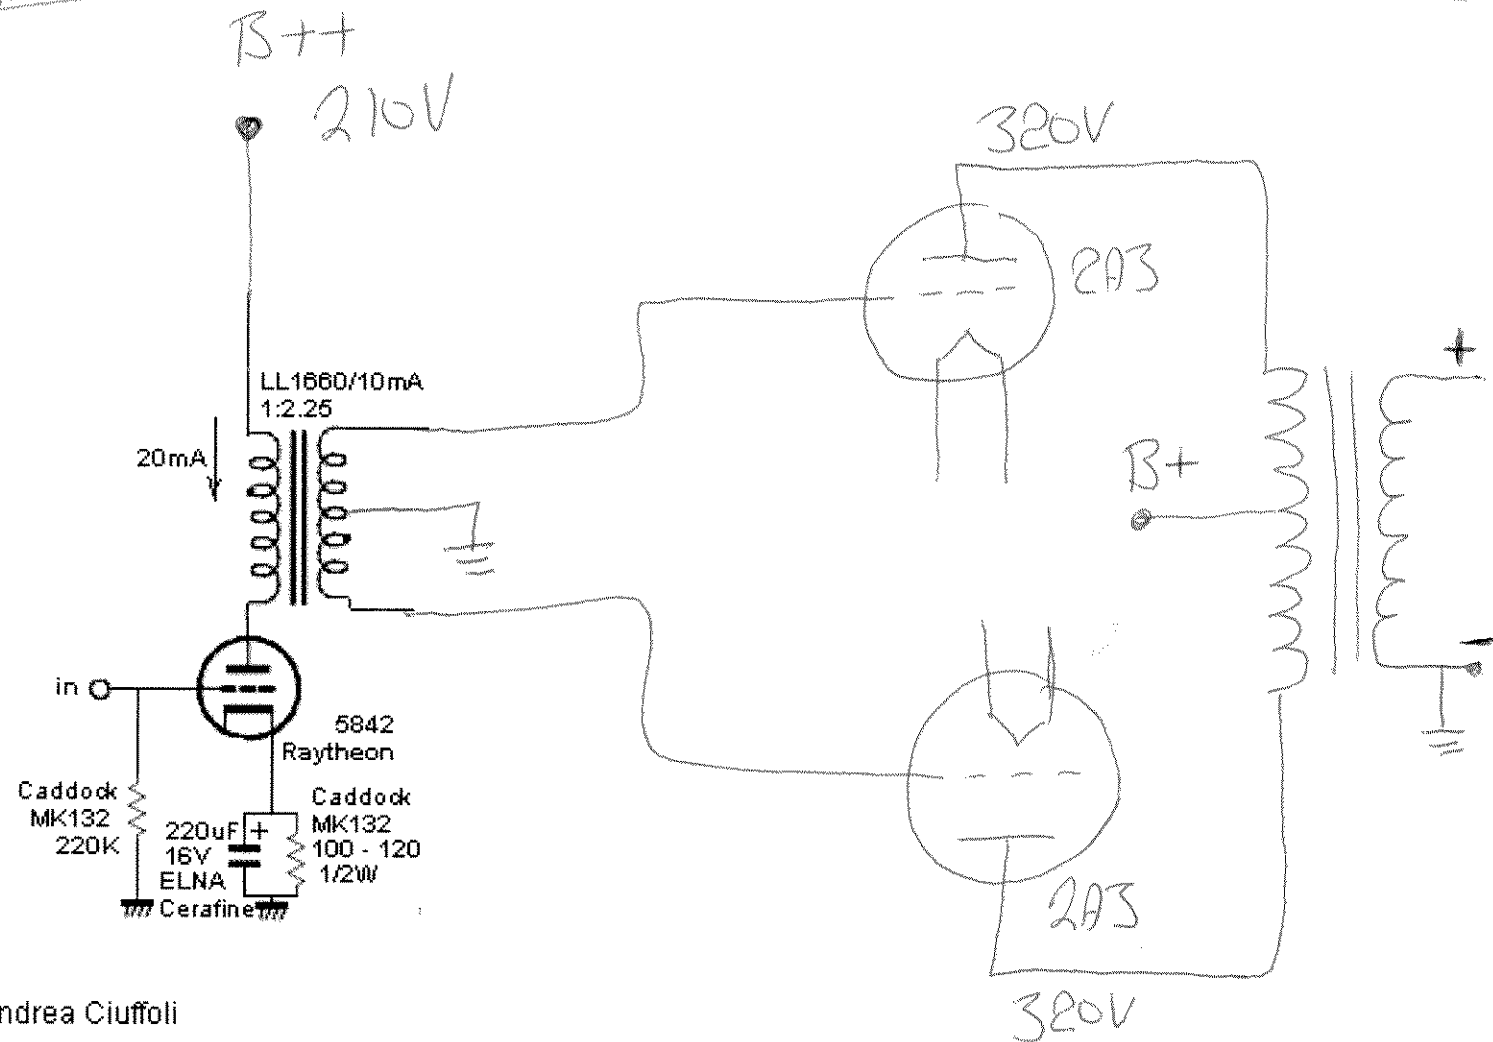 B++
210V
320V
2A3
LL1660/10mA
1:2.25
20mA
+
B+
in
5842
Raytheon
-
Caddock
MK132
220K
220uF +
16V
ELNA
Cerafine
Caddock
MK132
100 - 120
1/2W
2A3
320V
ndrea Ciuffoli